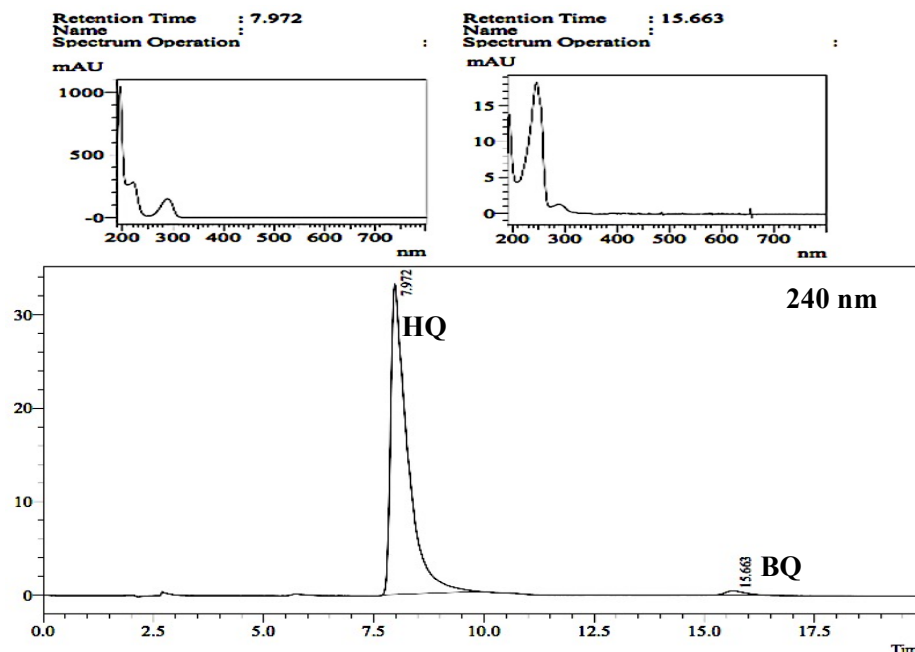 Retention Time : 7.972
Name :
Spectrum Operation :
mAU
1000
500
-0
200 300 400 500 600 700
nm
Retention Time : 15.663
Name :
Spectrum Operation :
mAU
15
10
5
0
200 300 400 500 600 700
nm
240 nm
7.972
HQ
30
20
10
0
15.663
BQ
0.0 2.5 5.0 7.5 10.0 12.5 15.0 17.5
Tim